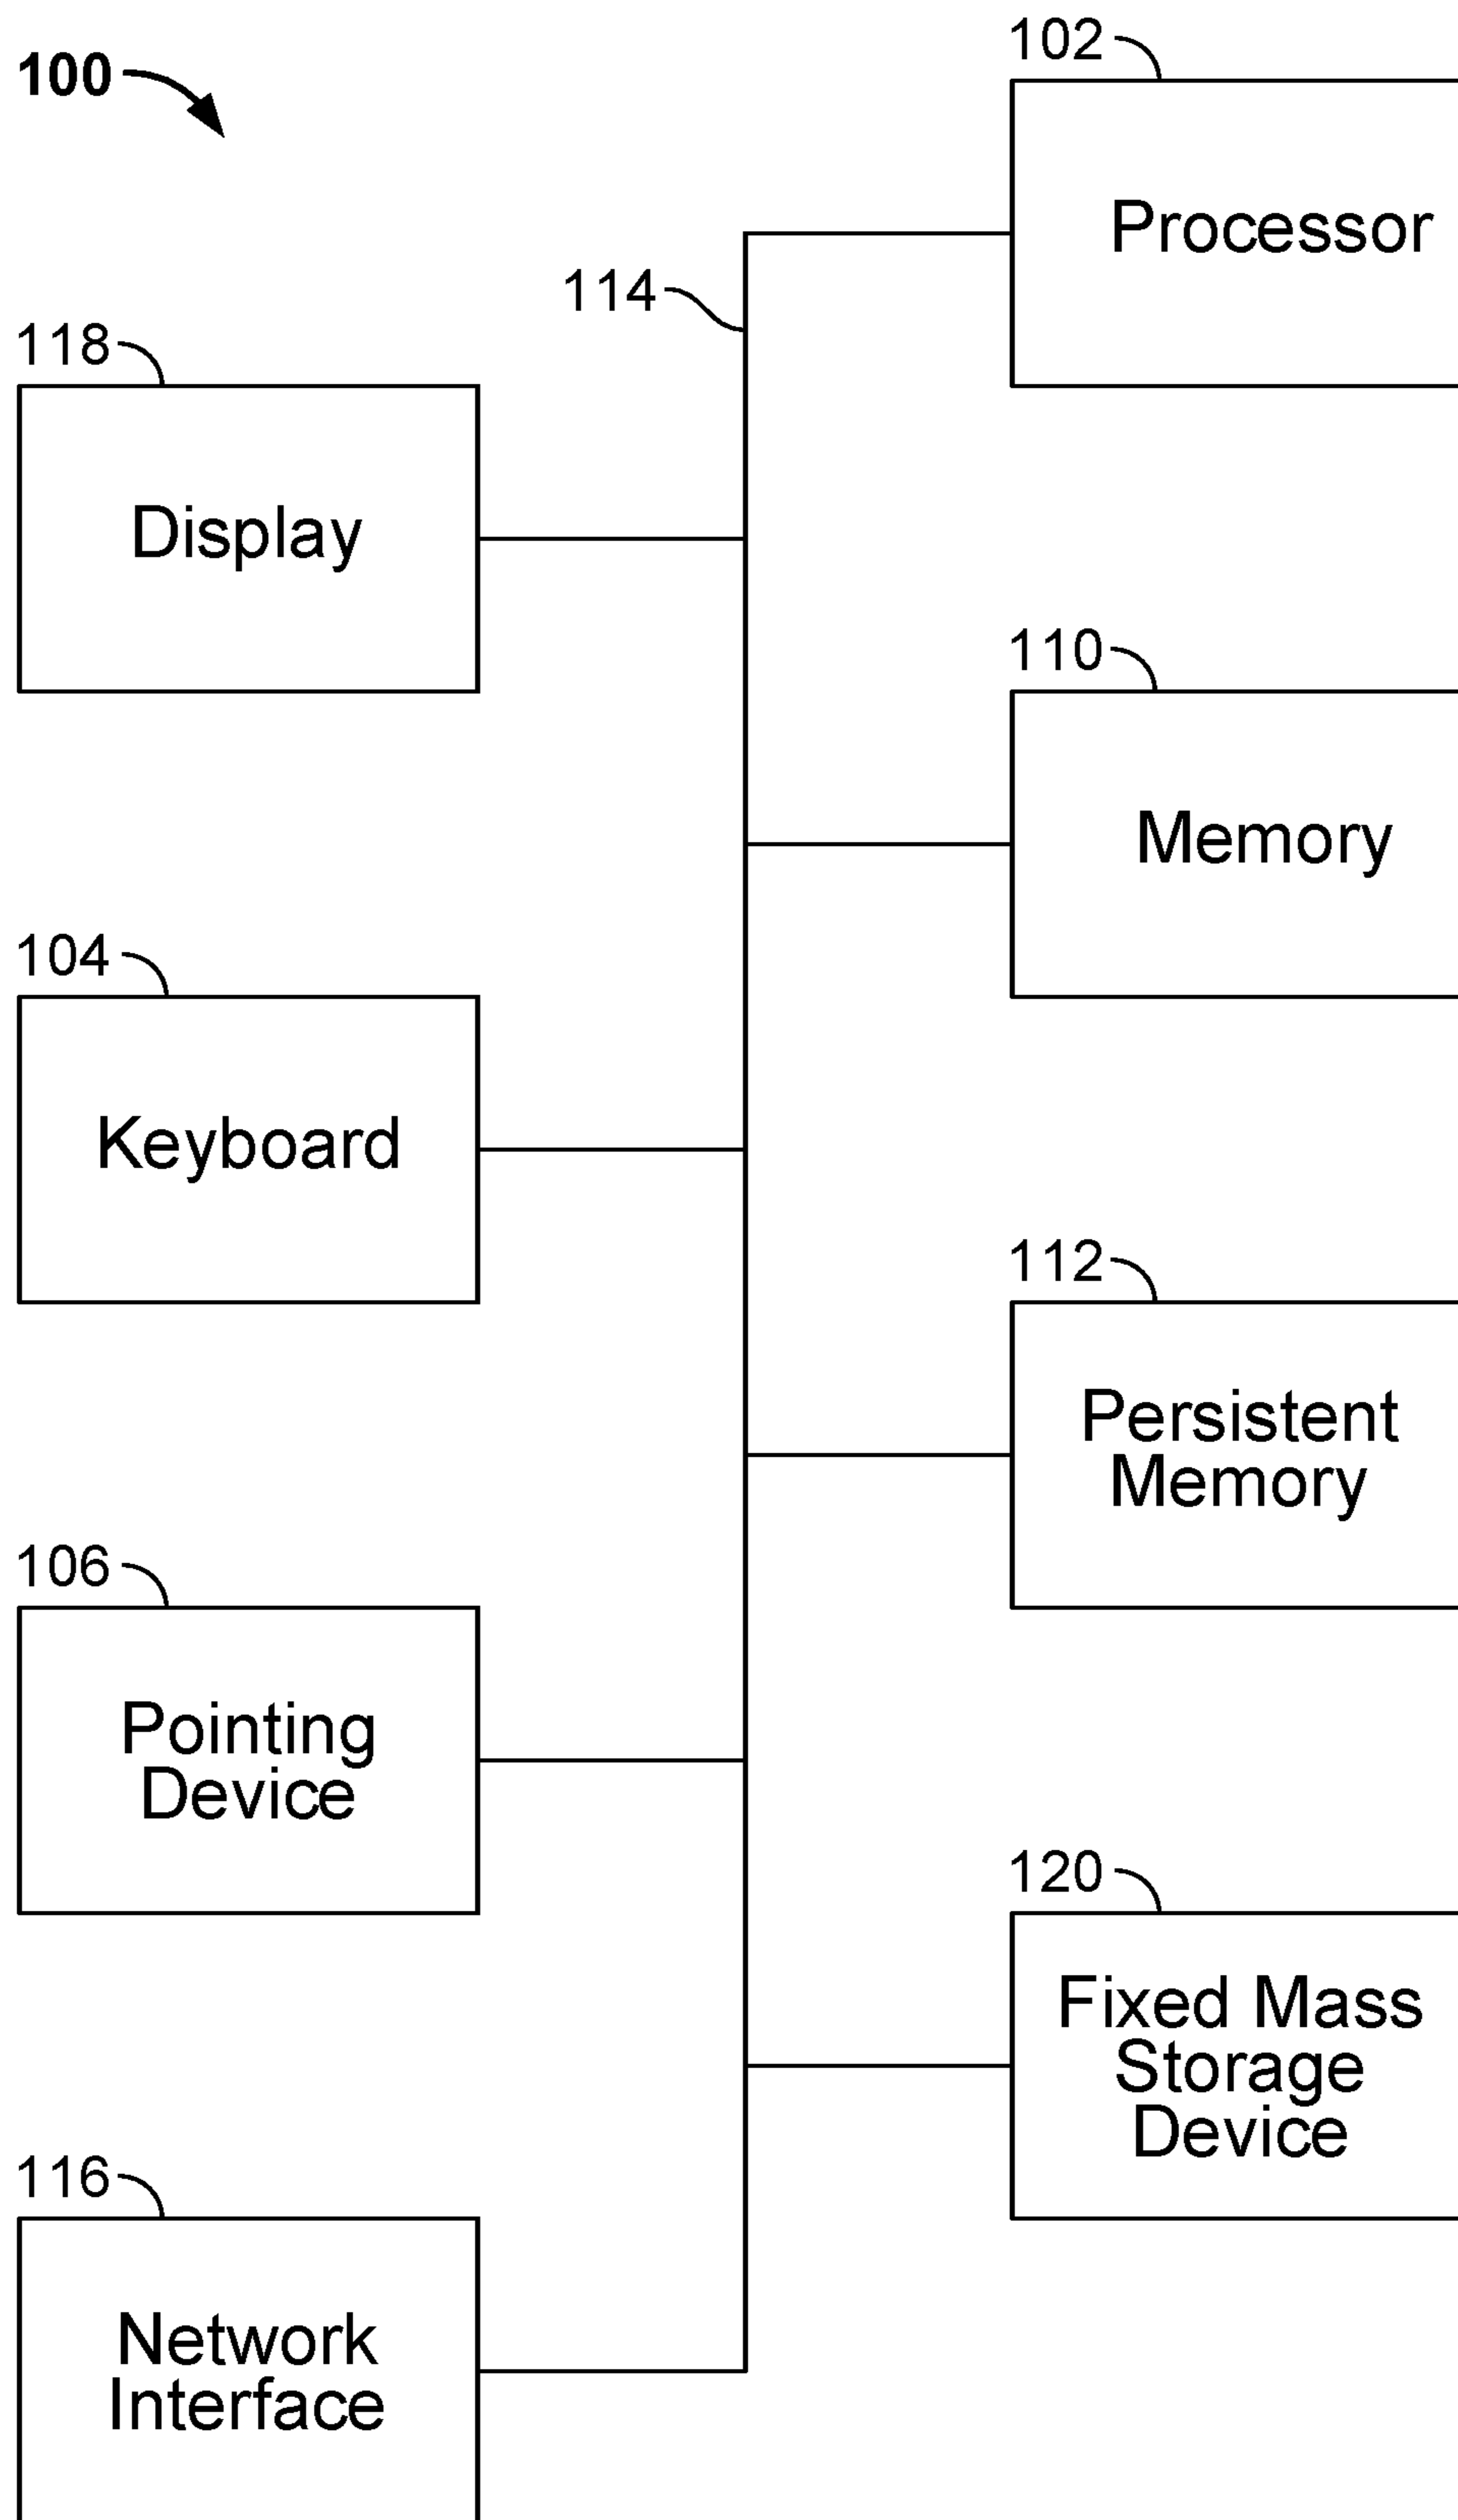 100
102
Processor
114
118
Display
110
Memory
104
Keyboard
112
Persistent
Memory
106
Pointing
Device
120
Fixed Mass
Storage
Device
116
Network
Interface